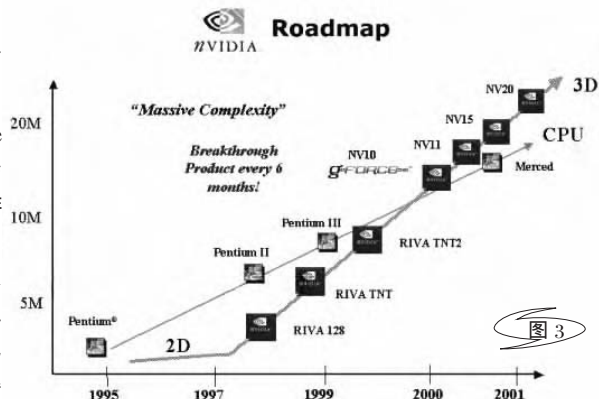 nVIDIA
Roadmap
3D
NV20
20M
"Massive Complexity"
NV15
CPU
NV11
Breakthrough
Product every 6
months!
NV10
GEFORCE
Merced
10M
Pentium III
RIVA TNT2
Pentium II
RIVA TNT
5M
Pentium®
RIVA 128
图 3
2D
1995
1997
1999
2000
2001